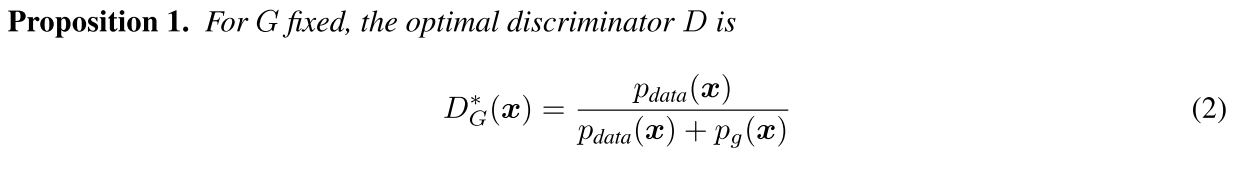 Proposition 1. For G fixed, the optimal discriminator D is
D*_G(x) = p_data(x) / (p_data(x) + p_g(x)) (2)